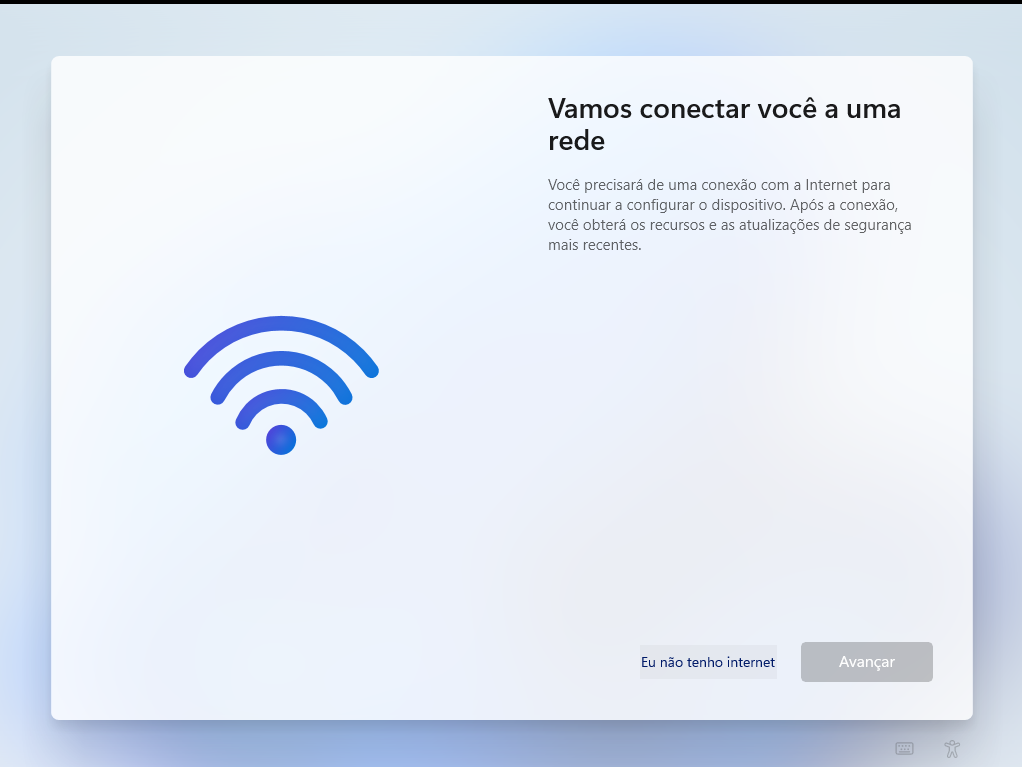 Vamos conectar você a uma
rede
Você precisará de uma conexão com a Internet para
continuar a configurar o dispositivo. Após a conexão,
você obterá os recursos e as atualizações de segurança
mais recentes.
Eu não tenho internet
Avançar